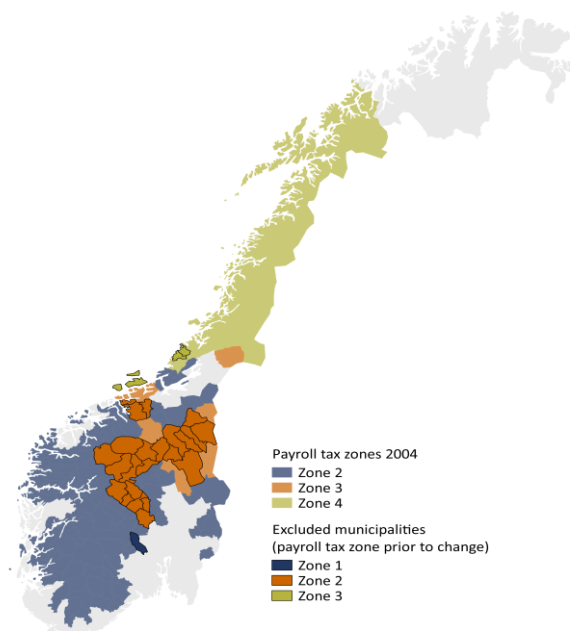 Payroll tax zones 2004
Zone 2
Zone 3
Zone 4
Excluded municipalities
(payroll tax zone prior to change)
Zone 1
Zone 2
Zone 3